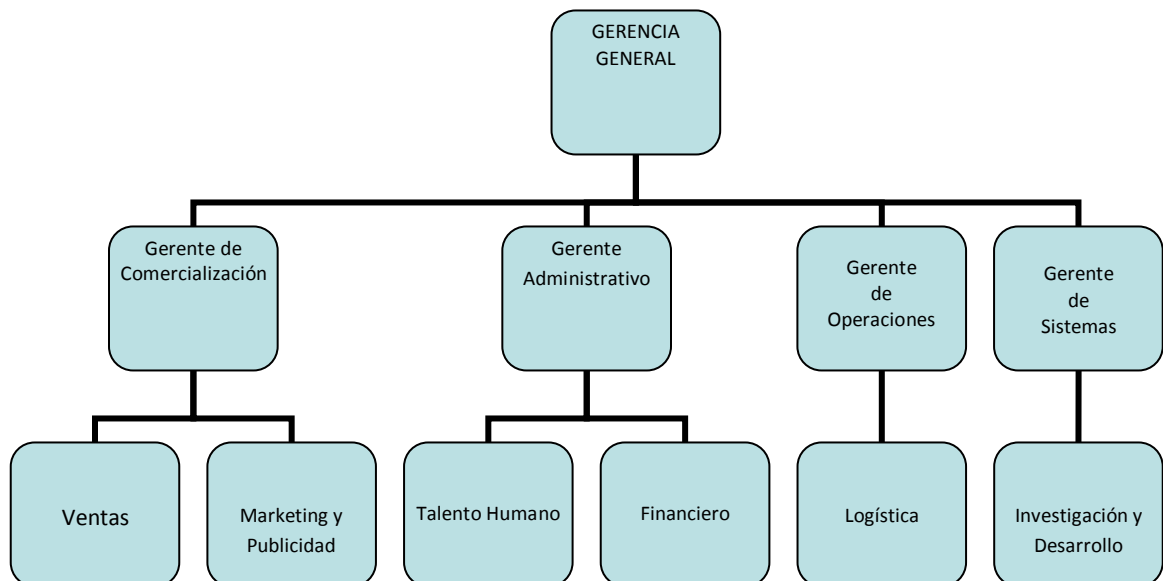 GERENCIA
GENERAL
Gerente de
Comercialización
Gerente
Administrativo
Gerente
de
Operaciones
Gerente
de
Sistemas
Ventas
Marketing y
Publicidad
Talento Humano
Financiero
Logística
Investigación y
Desarrollo